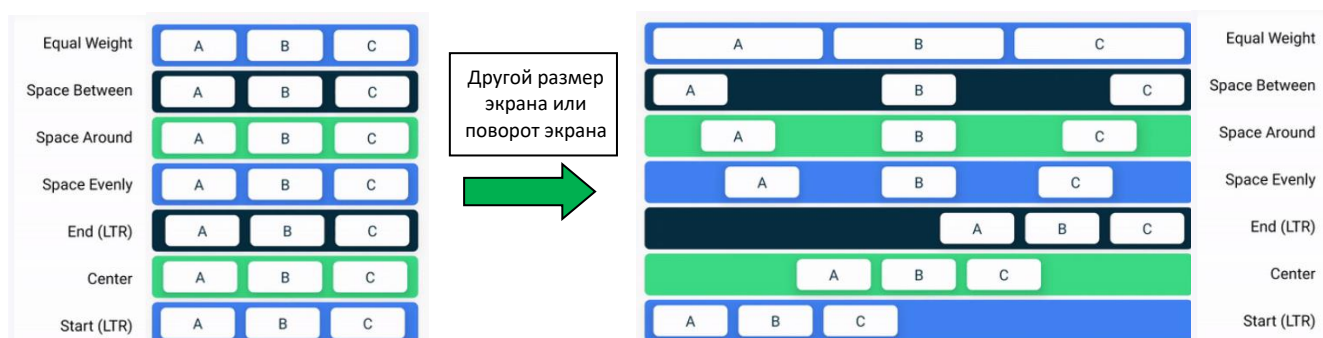 Equal Weight A B C
Space Between A B C
Space Around A B C
Space Evenly A B C
End (LTR) A B C
Center A B C
Start (LTR) A B C
Другой размер
экрана или
поворот экрана
A B C Equal Weight
A B C Space Between
A B C Space Around
A B C Space Evenly
A B C End (LTR)
A B C Center
A B C Start (LTR)